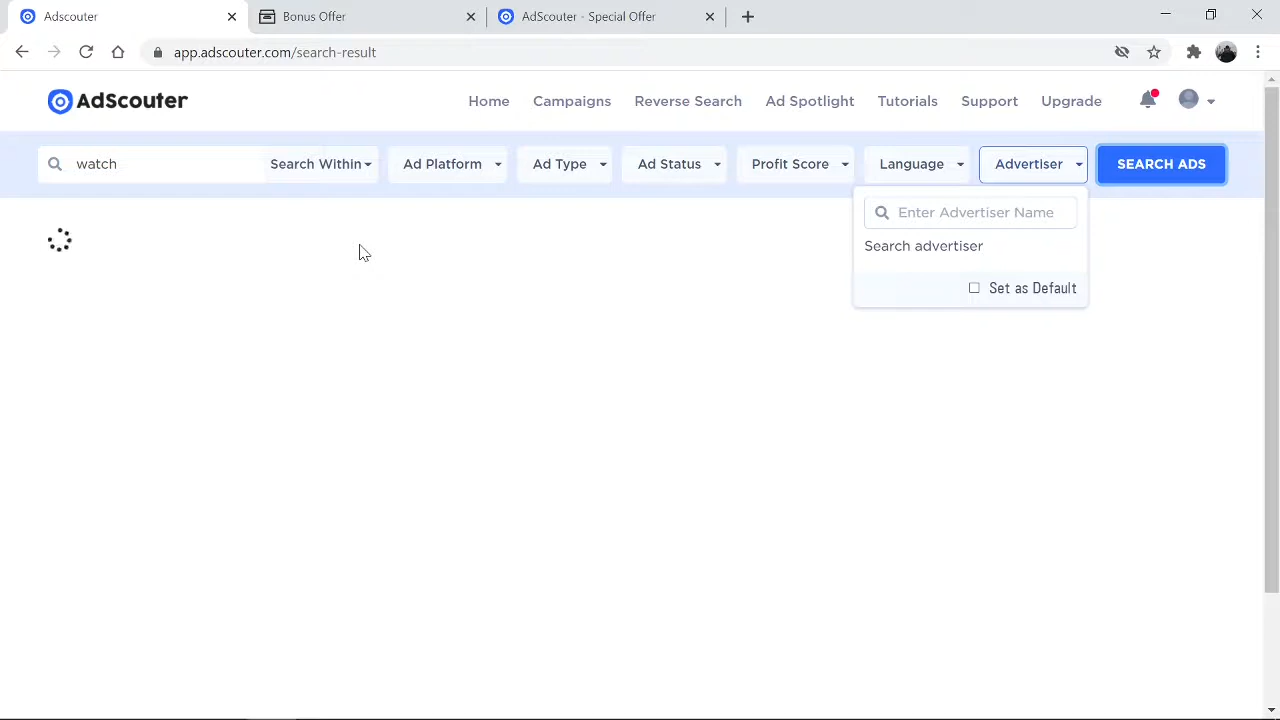 Adscouter
Bonus Offer
AdScouter - Special Offer
app.adscouter.com/search-result
AdScouter
Home
Campaigns
Reverse Search
Ad Spotlight
Tutorials
Support
Upgrade
watch
Search Within
Ad Platform
Ad Type
Ad Status
Profit Score
Language
Advertiser
SEARCH ADS
Enter Advertiser Name
Search advertiser
Set as Default